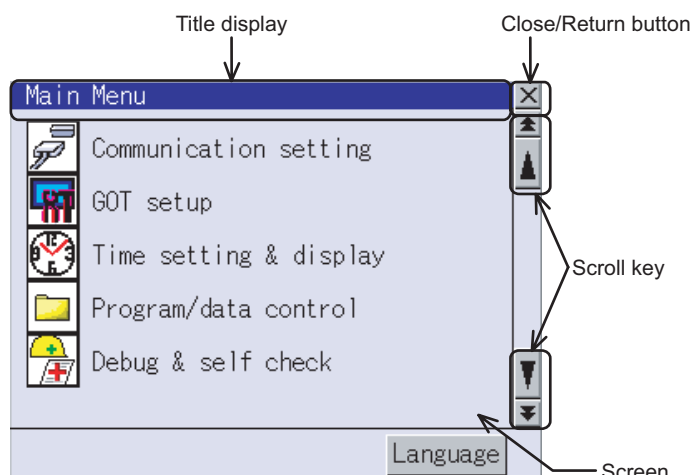 Title display
Close/Return button
Main Menu
Communication setting
GOT setup
Time setting & display
Scroll key
Program/data control
Debug & self check
Language
Screen